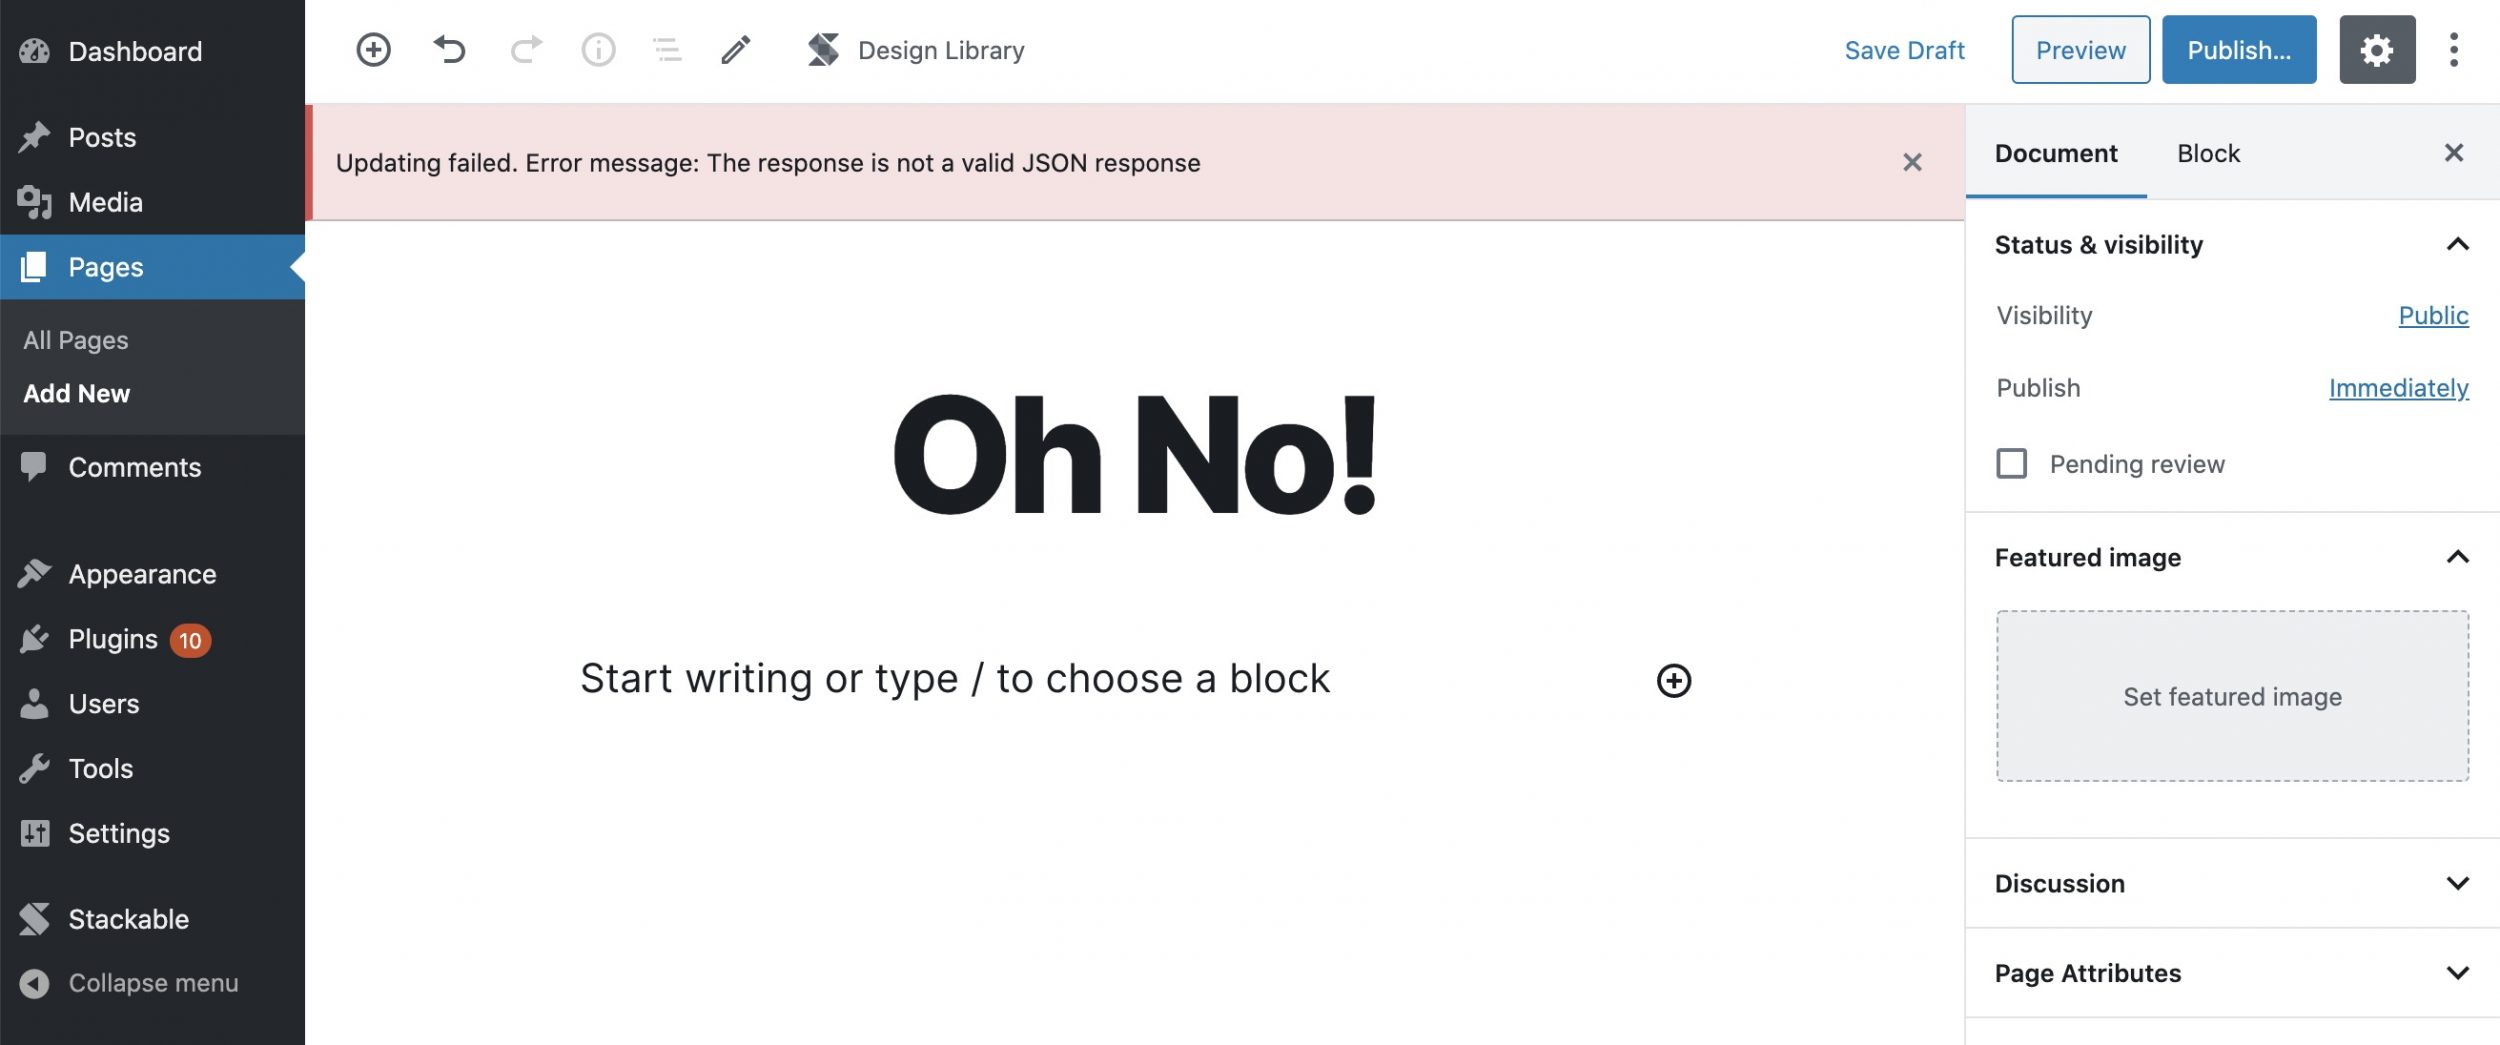 Dashboard
Posts
Media
Pages
All Pages
Add New
Comments
Appearance
Plugins 10
Users
Tools
Settings
Stackable
Collapse menu
Design Library
Save Draft
Preview
Publish...
Updating failed. Error message: The response is not a valid JSON response
Oh No!
Start writing or type / to choose a block
Document Block
Status & visibility
Visibility Public
Publish Immediately
Pending review
Featured image
Set featured image
Discussion
Page Attributes